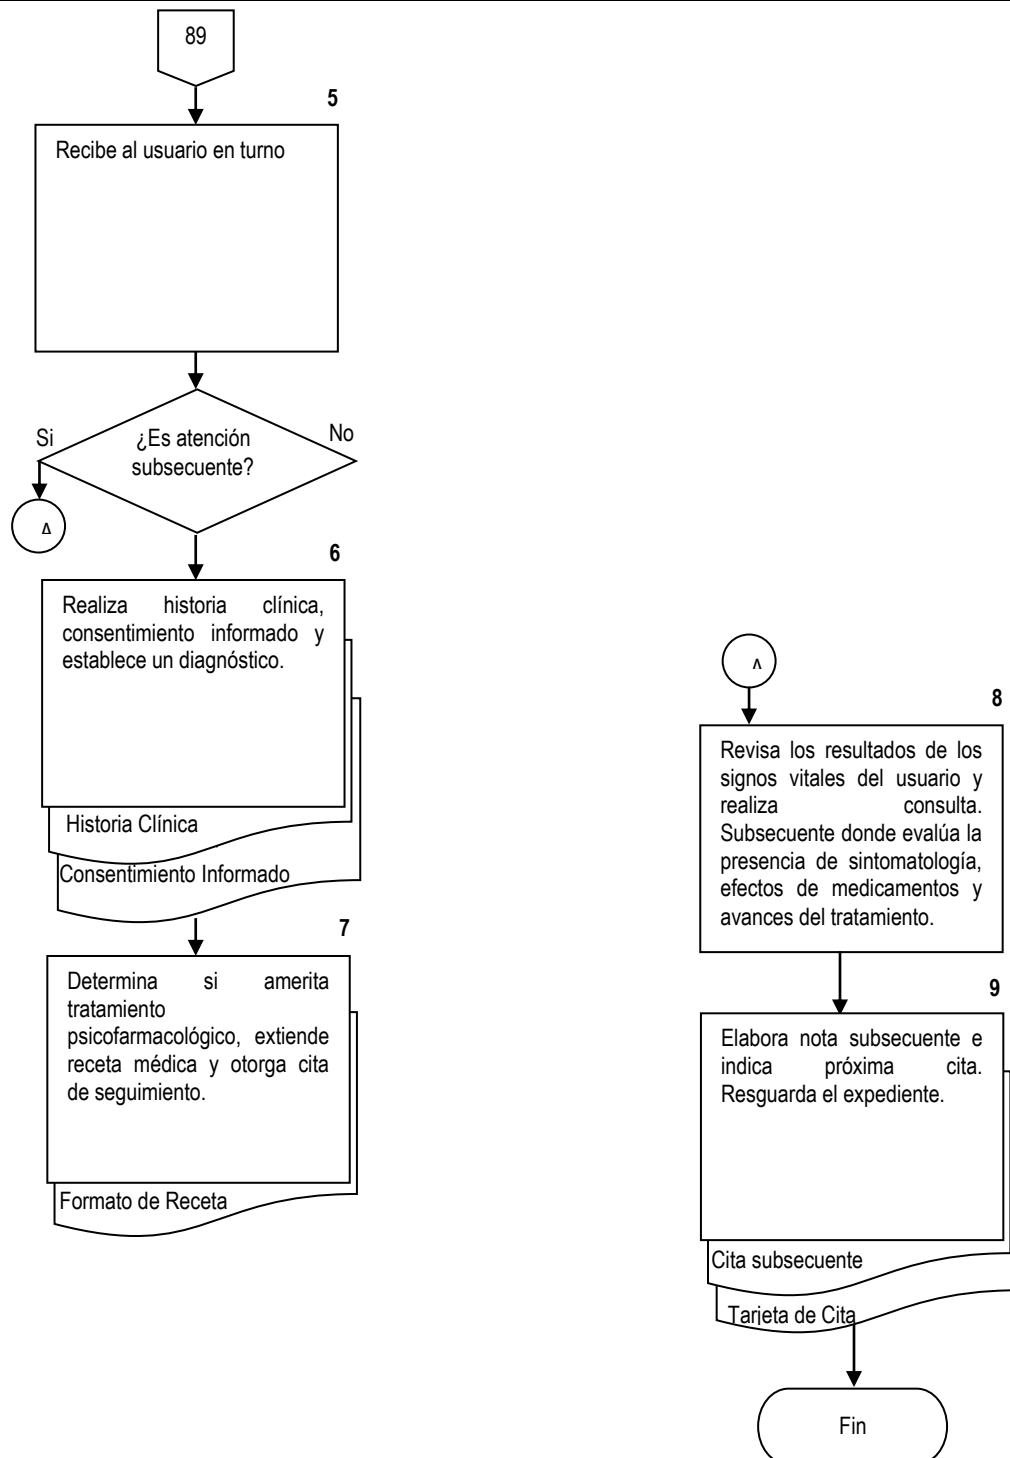 89
5
Recibe al usuario en turno
Si
¿Es atención
subsecuente?
No
6
Realiza historia clínica,
consentimiento informado y
establece un diagnóstico.
Historia Clínica
Consentimiento Informado
7
Determina si amerita
tratamiento
psicofarmacológico, extiende
receta médica y otorga cita
de seguimiento.
Formato de Receta
8
Revisa los resultados de los
signos vitales del usuario y
realiza consulta.
Subsecuente donde evalúa la
presencia de sintomatología,
efectos de medicamentos y
avances del tratamiento.
9
Elabora nota subsecuente e
indica próxima cita.
Resguarda el expediente.
Cita subsecuente
Tarjeta de Cita
Fin